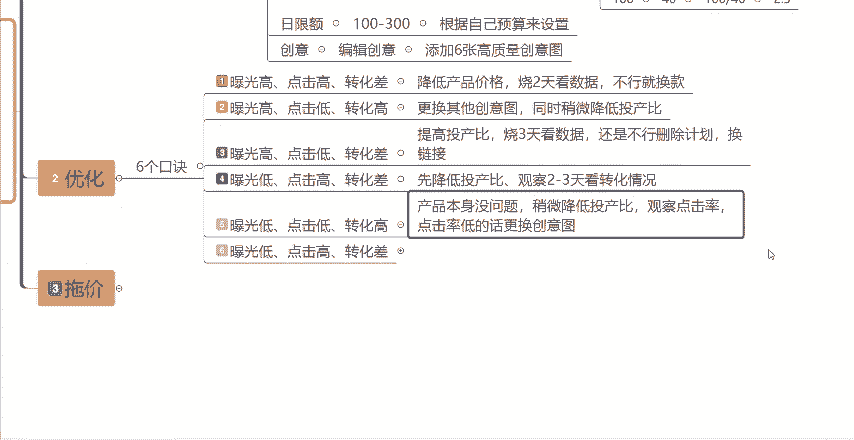 100 40 100/40 2.5
日限额 100-300 根据自己预算来设置
创意 编辑创意 添加6张高质量创意图
1 曝光高、点击高、转化差 降低产品价格，烧2天看数据，不行就换款
2 曝光高、点击低、转化高 更换其他创意图，同时稍微降低投产比
提高投产比，烧3天看数据，还是不行删除计划，换
3 曝光高、点击低、转化差 链接
4 曝光低、点击低、转化差 先降低投产比、观察2-3天看转化情况
2 优化 6个口诀
产品本身没问题，稍微降低投产比，观察点击率，
5 曝光低、点击低、转化高 点击率低的话更换创意图
6 曝光低、点击高、转化差
3 拖价